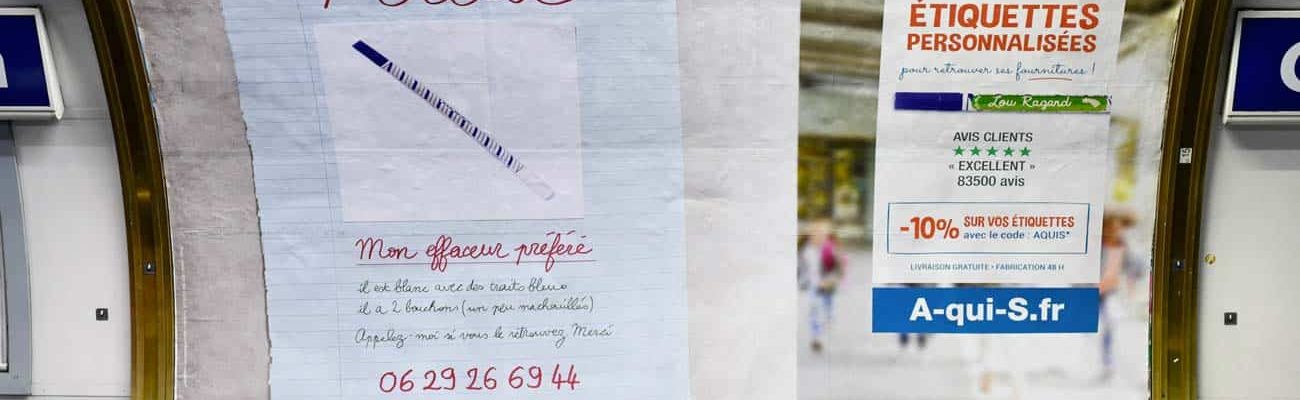 Mon effaceur préféré
il est blanc avec des traits bleus
il a 2 bouchons (un peu machouillés)
Appelez-moi si vous le retrouvez Merci
06 29 26 69 44
ÉTIQUETTES
PERSONNALISÉES
pour retrouver ses fournitures !
Lou Ragard
AVIS CLIENTS
★★★★★
« EXCELLENT »
83500 avis
-10% SUR VOS ÉTIQUETTES
avec le code : AQUIS*
LIVRAISON GRATUITE • FABRICATION 48 H
A-qui-S.fr